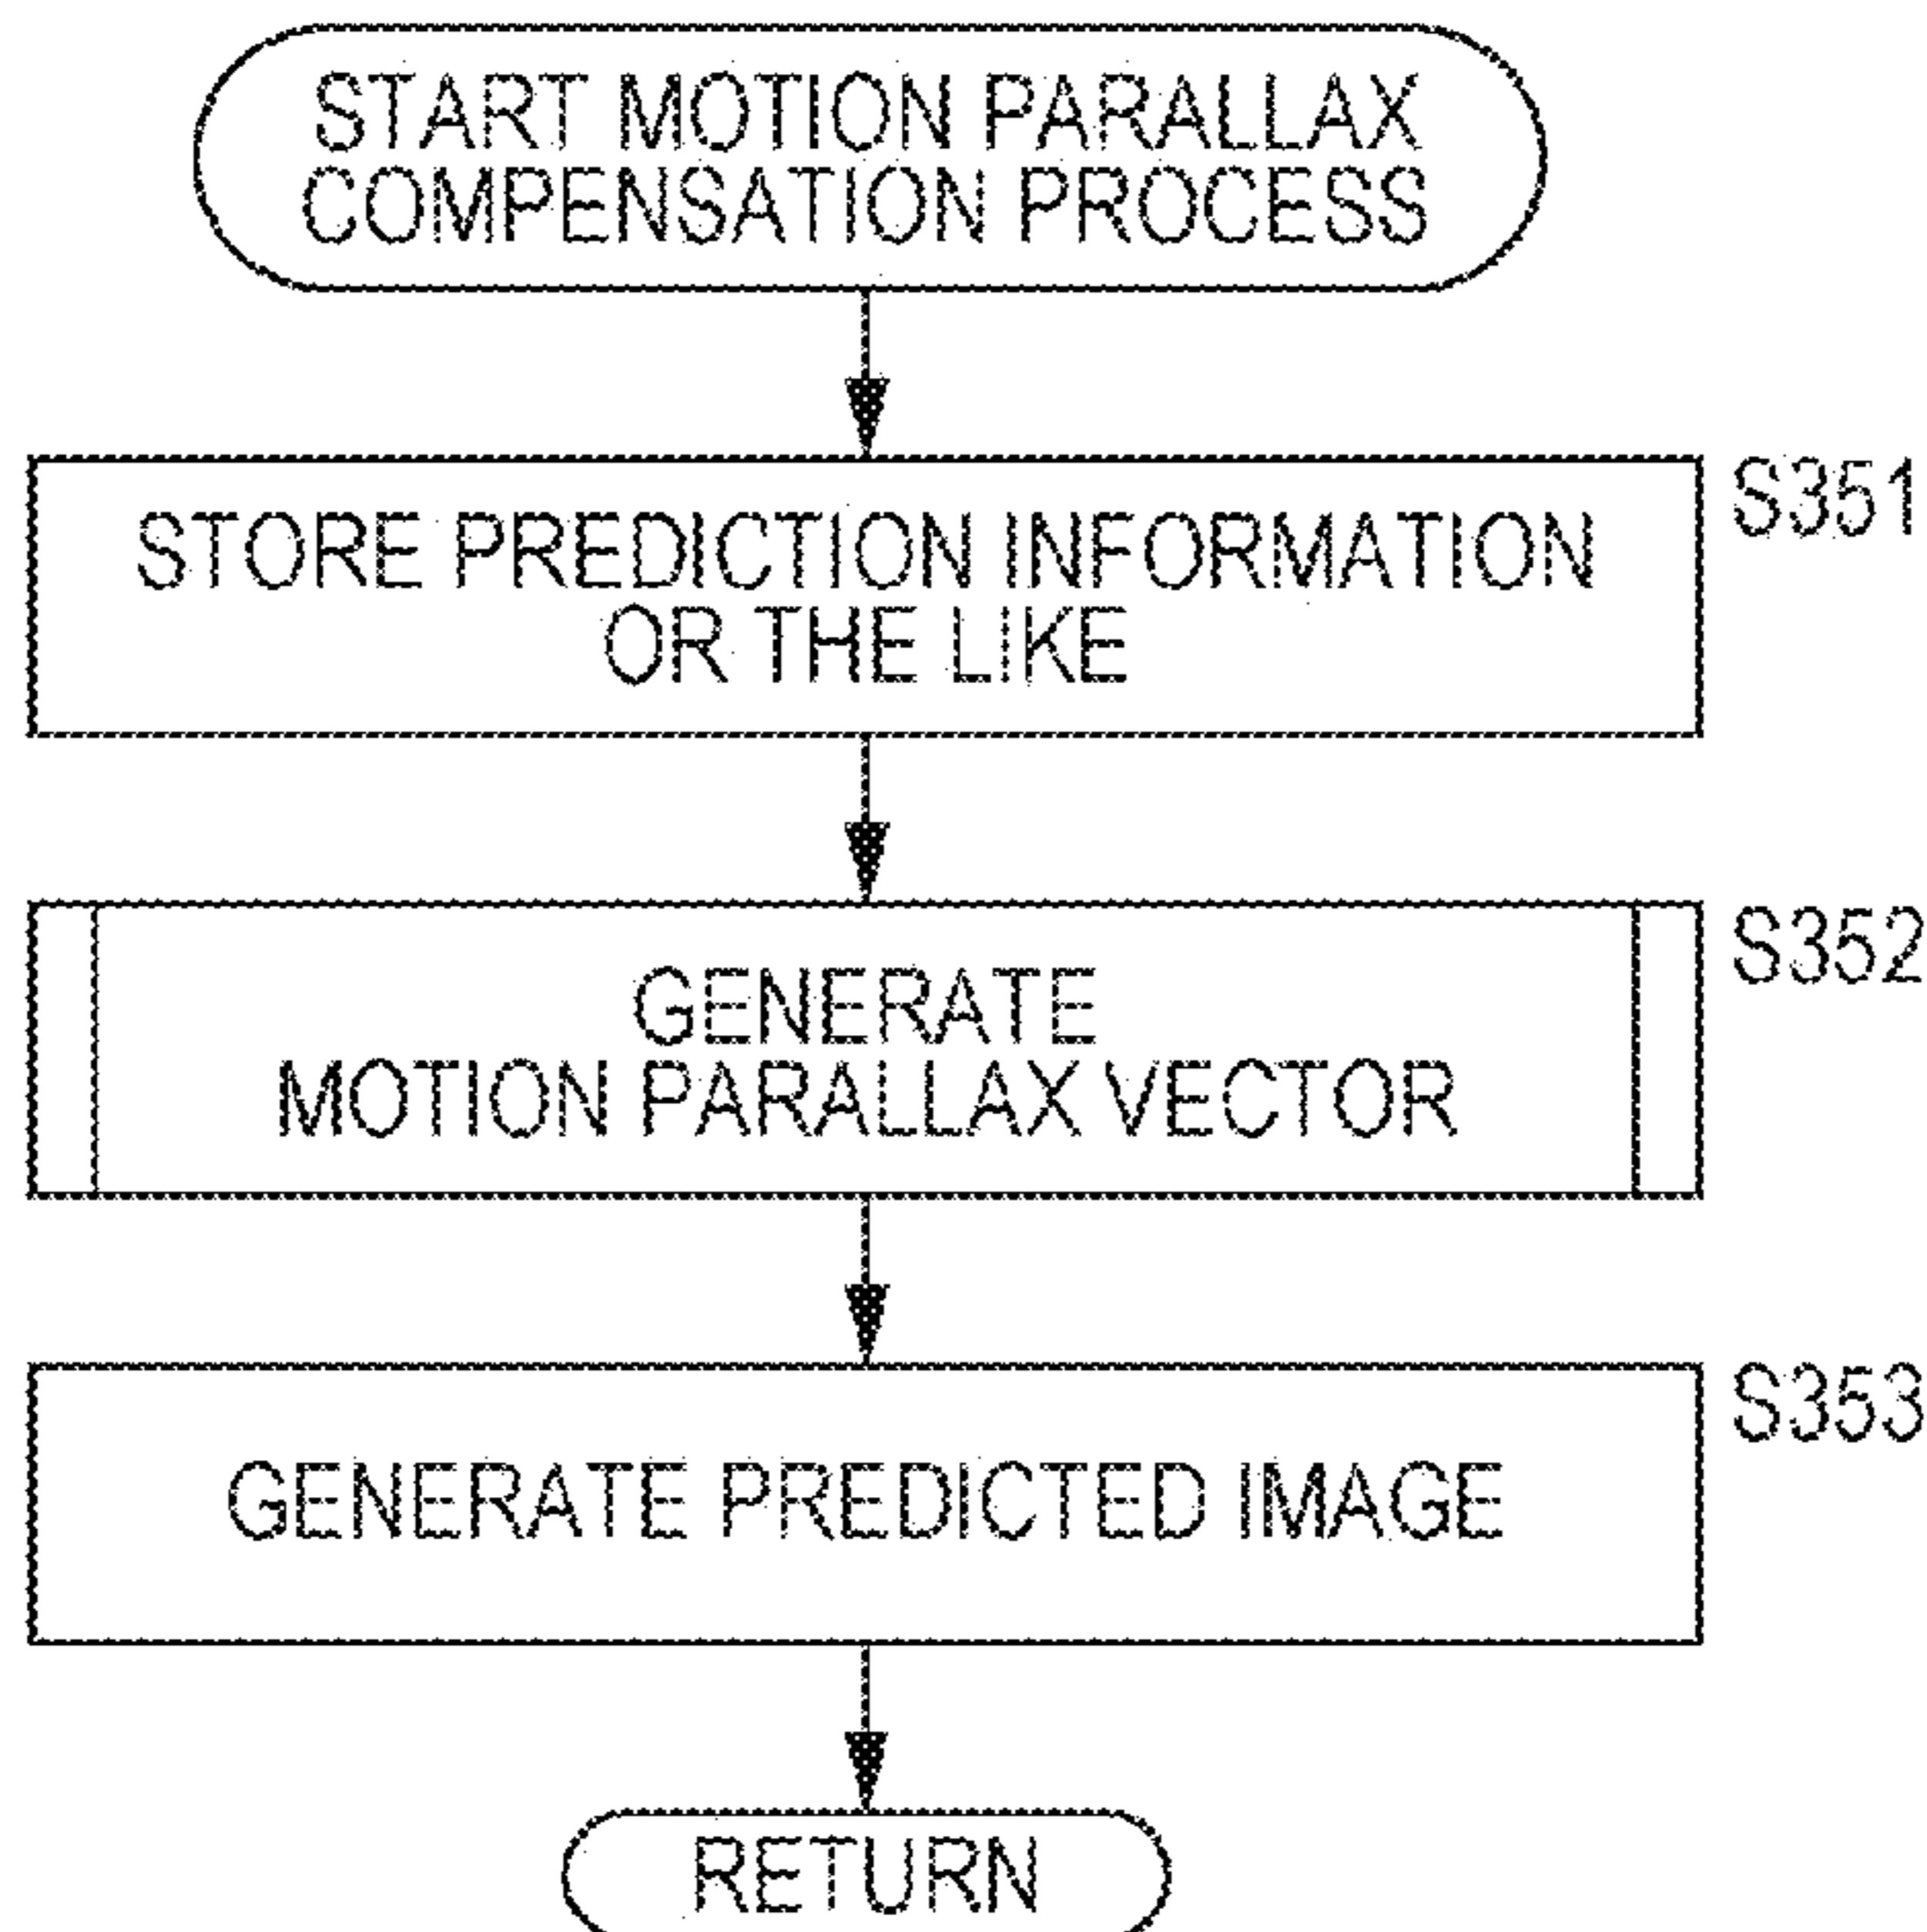 START MOTION PARALLAX
COMPENSATION PROCESS
S351
STORE PREDICTION INFORMATION
OR THE LIKE
S352
GENERATE
MOTION PARALLAX VECTOR
S353
GENERATE PREDICTED IMAGE
RETURN